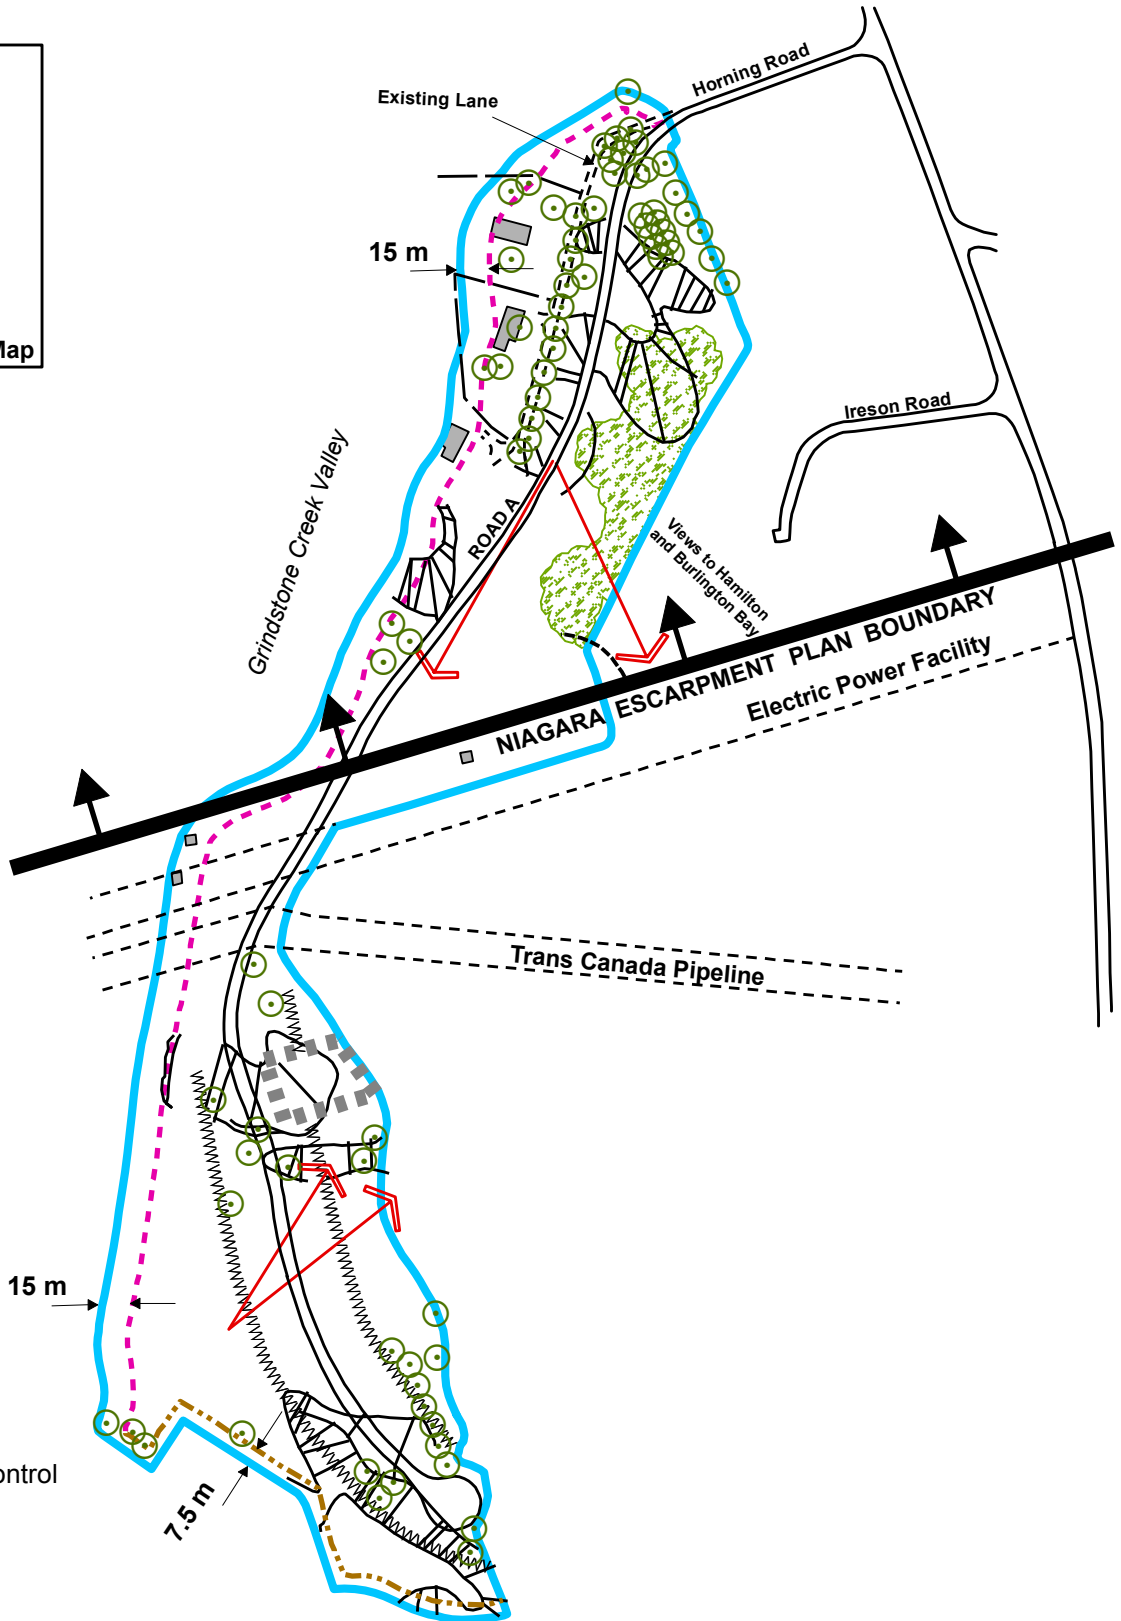 Horning Road
Existing Lane
15 m
Map
Ireson Road
Grindstone Creek Valley
ROAD A
Views to Hamilton
and Burlington Bay
NIAGARA ESCARPMENT PLAN BOUNDARY
Electric Power Facility
Trans Canada Pipeline
15 m
ontrol
7.5 m